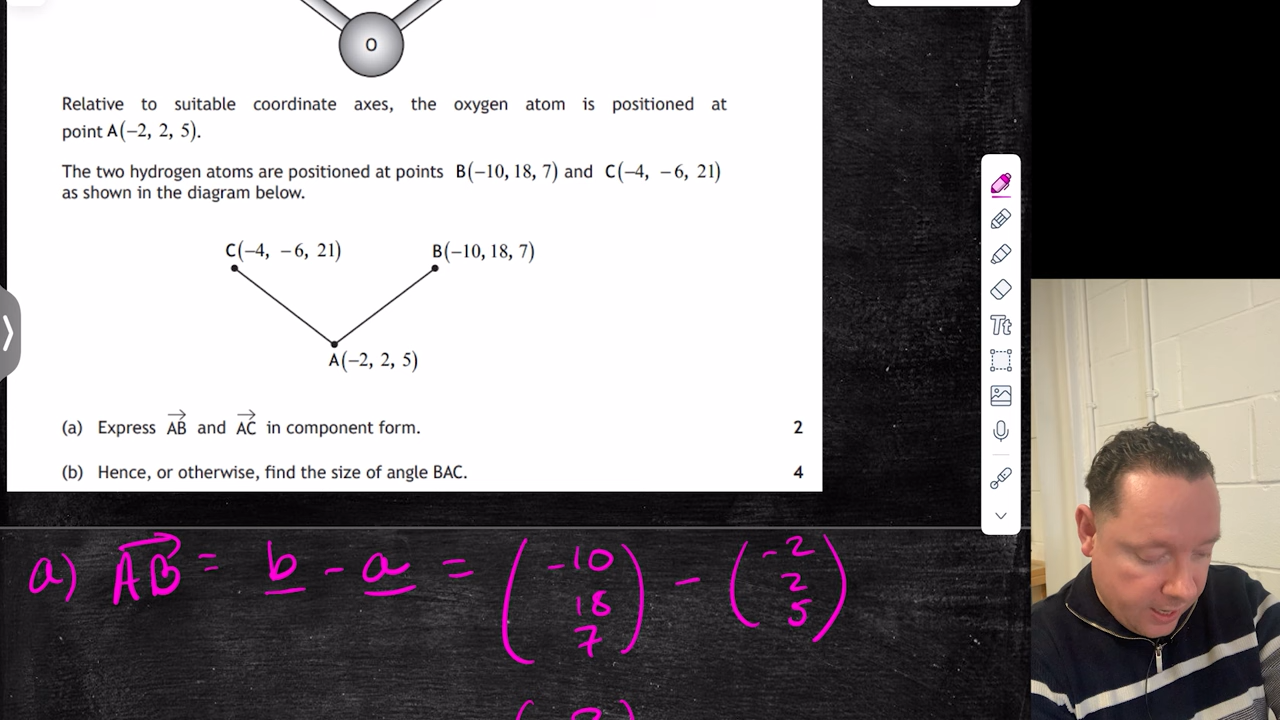 O
Relative to suitable coordinate axes, the oxygen atom is positioned at
point A(−2, 2, 5).
The two hydrogen atoms are positioned at points B(−10, 18, 7) and C(−4, −6, 21)
as shown in the diagram below.
C(−4, −6, 21) B(−10, 18, 7)
A(−2, 2, 5)
(a) Express AB and AC in component form. 2
(b) Hence, or otherwise, find the size of angle BAC. 4
Tt
a) AB = b - a = (-10 18 7) - (-2 2 5)